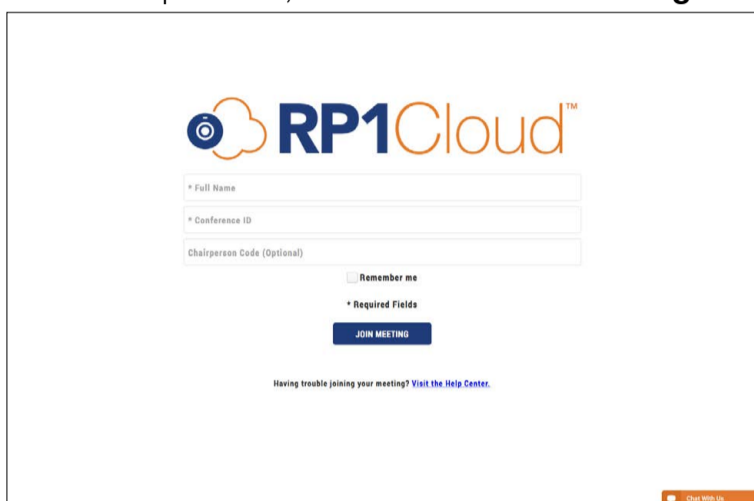 RP1Cloud™
* Full Name
* Conference ID
Chairperson Code (Optional)
Remember me
* Required Fields
JOIN MEETING
Having trouble joining your meeting? Visit the Help Center.
Chat With Us